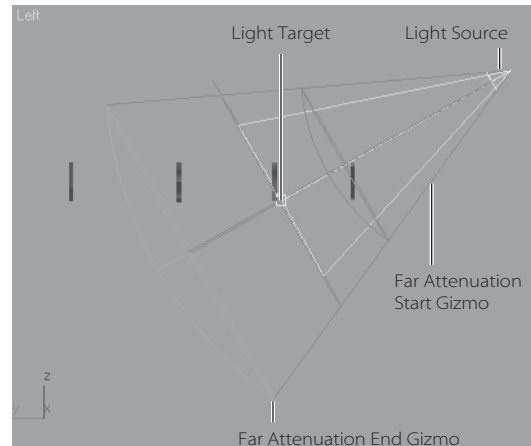 Left
Light Target
Light Source
Far Attenuation
Start Gizmo
z
y
x
Far Attenuation End Gizmo